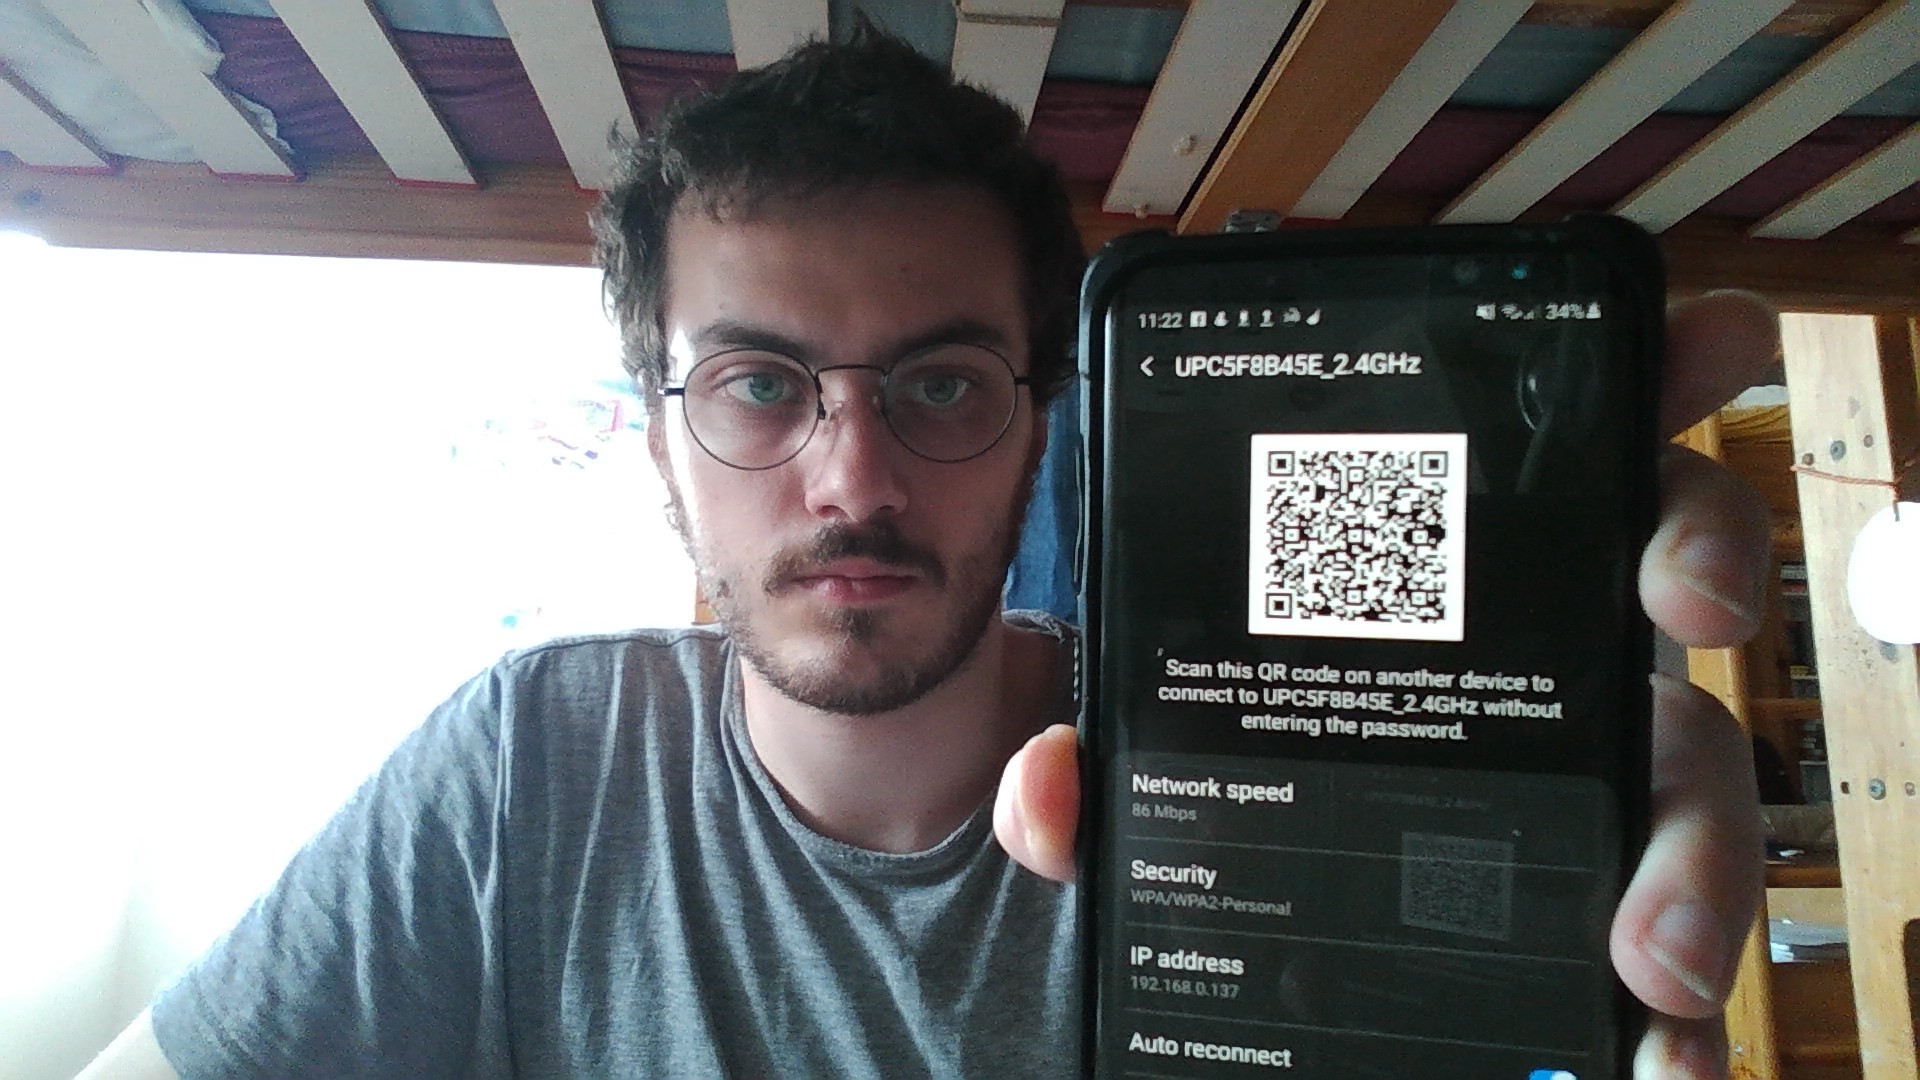 11:22 34%
UPC5F8B45E_2.4GHz
Scan this QR code on another device to
connect to UPC5F8B45E_2.4GHz without
entering the password.
Network speed
86 Mbps
Security
WPA/WPA2-Personal
IP address
192.168.0.137
Auto reconnect